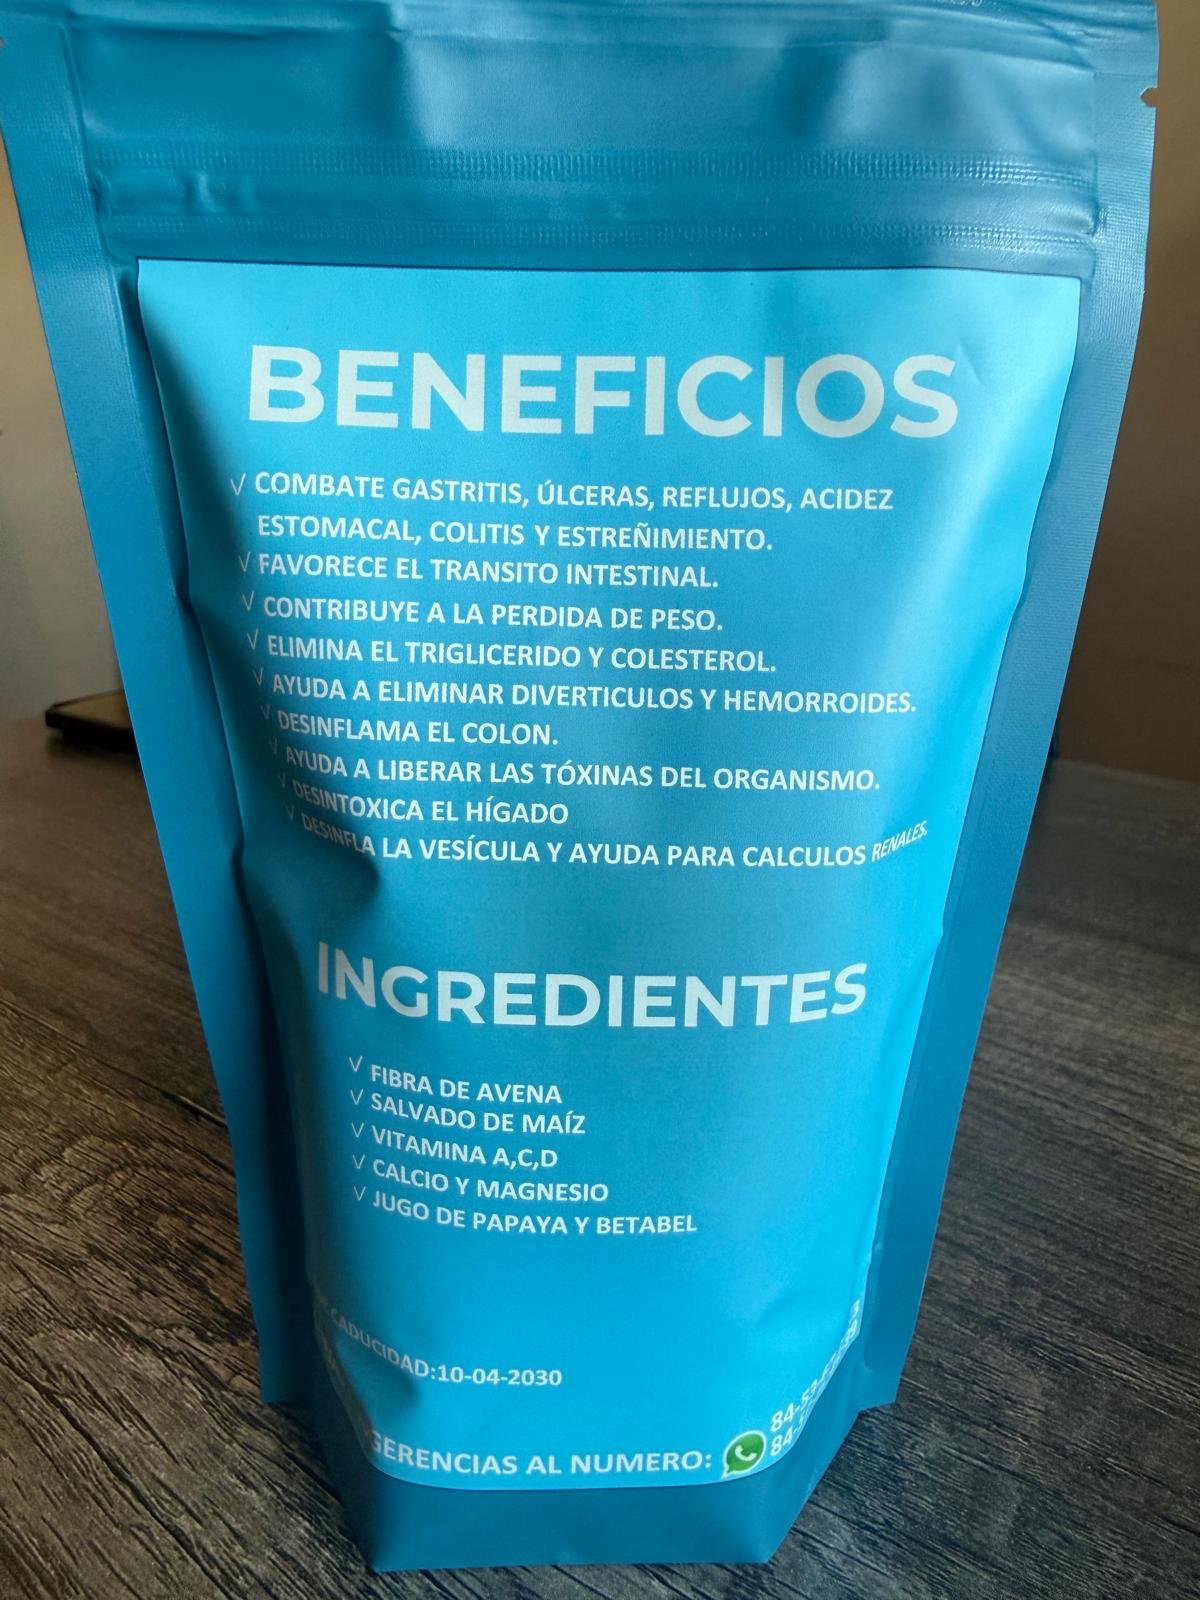 BENEFICIOS
√ COMBATE GASTRITIS, ÚLCERAS, REFLUJOS, ACIDEZ
ESTOMACAL, COLITIS Y ESTREÑIMIENTO.
√ FAVORECE EL TRANSITO INTESTINAL.
√ CONTRIBUYE A LA PERDIDA DE PESO.
√ ELIMINA EL TRIGLICERIDO Y COLESTEROL.
√ AYUDA A ELIMINAR DIVERTICULOS Y HEMORROIDES.
√ DESINFLAMA EL COLON.
√ AYUDA A LIBERAR LAS TÓXINAS DEL ORGANISMO.
√ DESINTOXICA EL HÍGADO
√ DESINFLA LA VESÍCULA Y AYUDA PARA CALCULOS RENALES.
INGREDIENTES
√ FIBRA DE AVENA
√ SALVADO DE MAÍZ
√ VITAMINA A,C,D
√ CALCIO Y MAGNESIO
√ JUGO DE PAPAYA Y BETABEL
CADUCIDAD:10-04-2030
AL NUMERO: